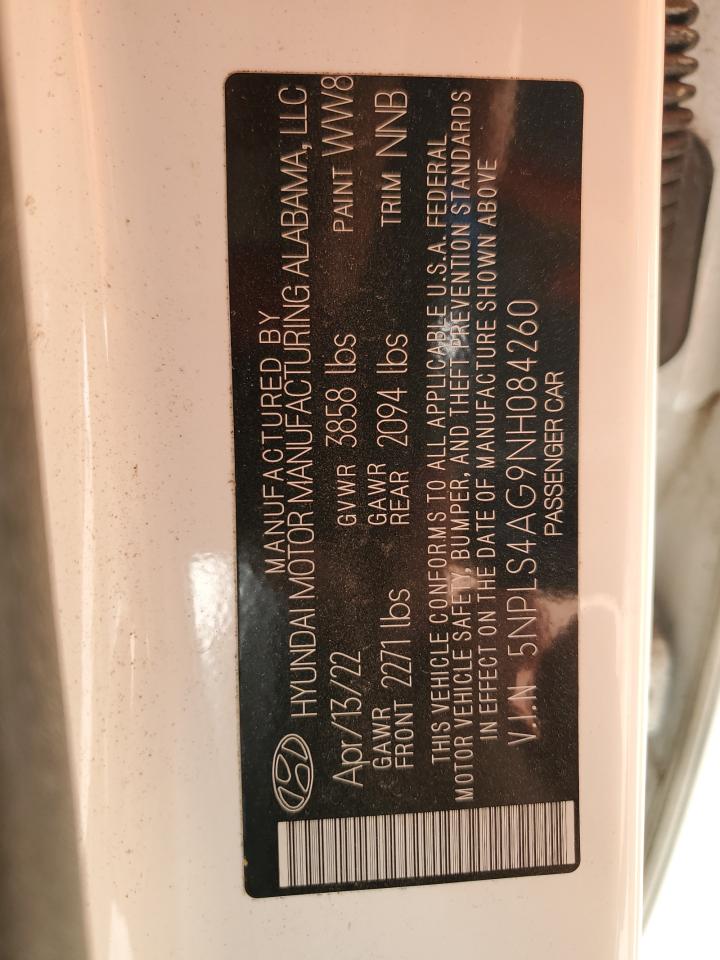 MANUFACTURED BY
HYUNDAI MOTOR MANUFACTURING ALABAMA, LLC
Apr/13/22 GVWR 3858 lbs PAINT WW8
GAWR FRONT 2271 lbs GAWR REAR 2094 lbs TRIM NNB
THIS VEHICLE CONFORMS TO ALL APPLICABLE U.S.A. FEDERAL
MOTOR VEHICLE SAFETY, BUMPER, AND THEFT PREVENTION STANDARDS
IN EFFECT ON THE DATE OF MANUFACTURE SHOWN ABOVE
V.I.N 5NPLS4AG9NH084260
PASSENGER CAR